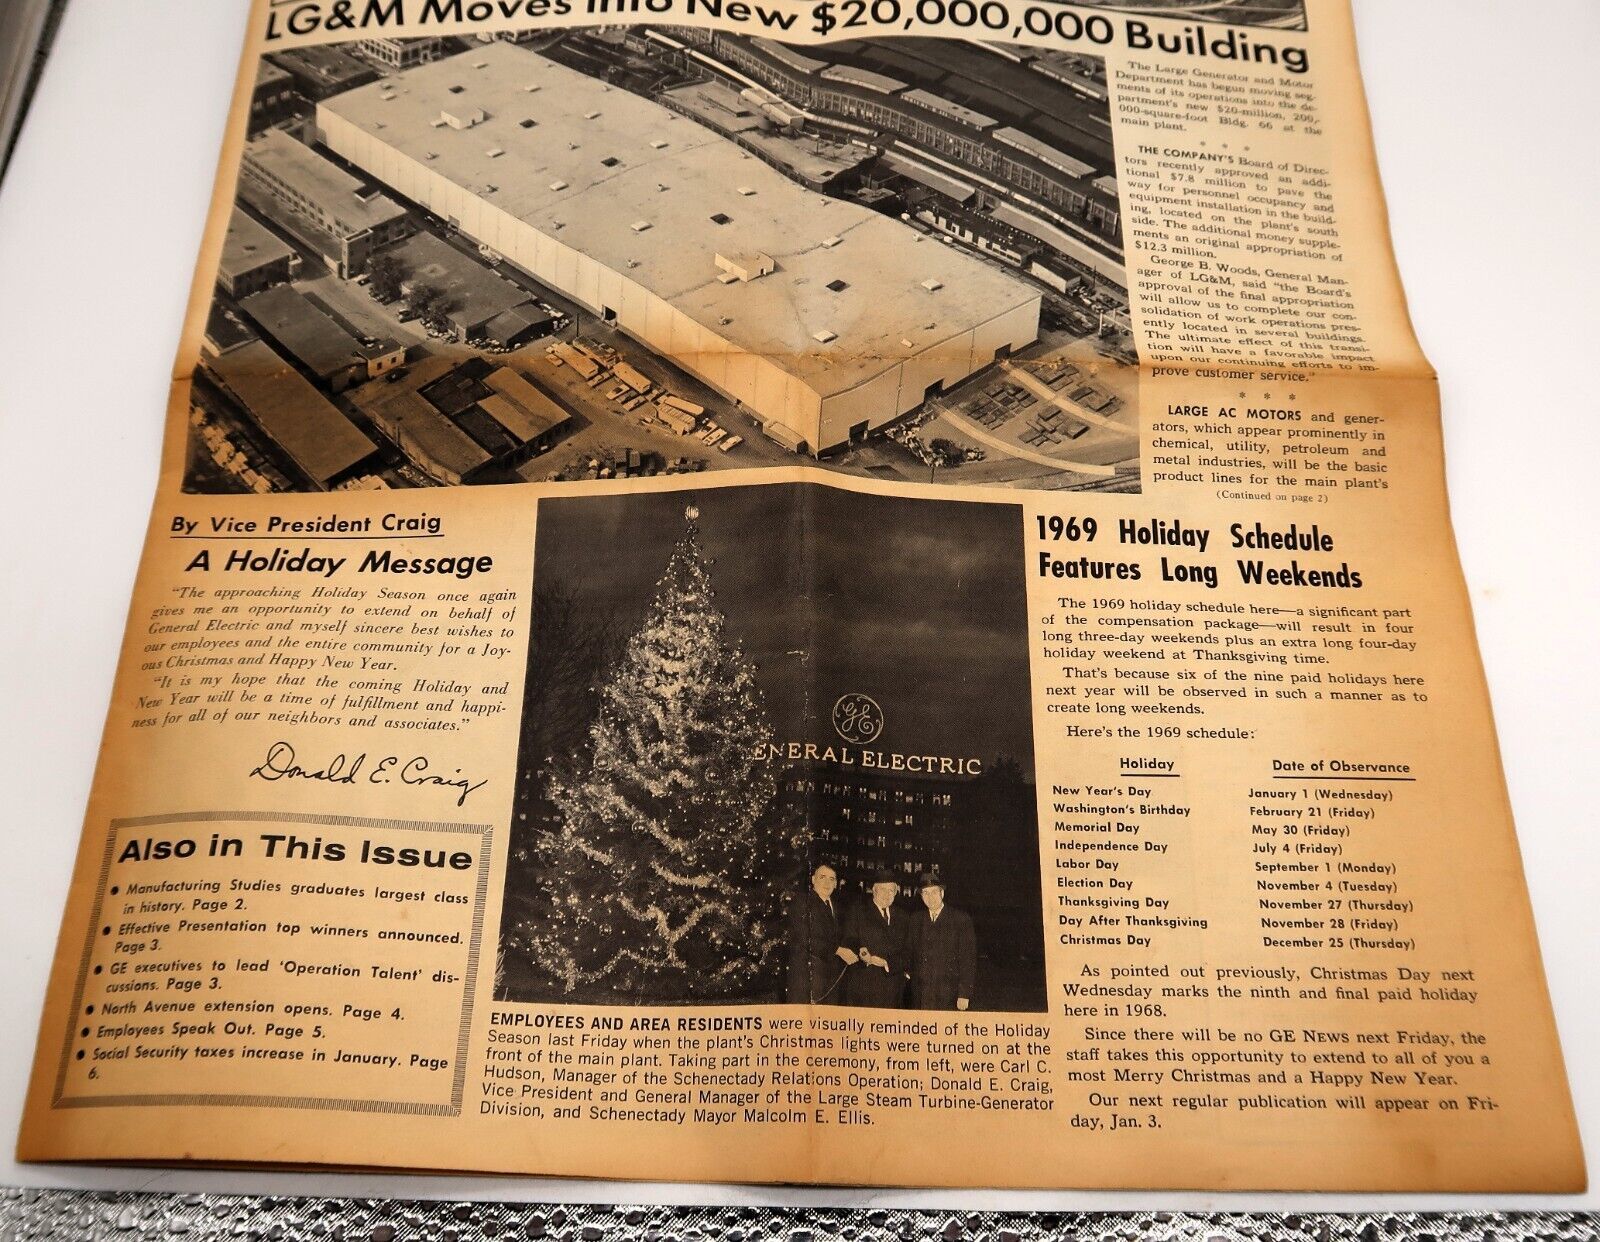 LG&M Moves Into New $20,000,000 Building
The Large Generator and Motor
Department has begun moving seg-
ments of its operations into the de-
partment's new $20-million, 200,-
000-square-foot Bldg. 66 at the
main plant.
* * *
THE COMPANY'S Board of Direc-
tors recently approved an addi-
tional $7.8 million to pave the
way for personnel occupancy and
equipment installation in the build-
ing, located on the plant's south
side. The additional money supple-
ments an original appropriation of
$12.3 million.
George B. Woods, General Man-
ager of LG&M, said "the Board's
approval of the final appropriation
will allow us to complete our con-
solidation of work operations pres-
ently located in several buildings.
The ultimate effect of this transi-
tion will have a favorable impact
upon our continuing efforts to im-
prove customer service."
* * *
LARGE AC MOTORS and gener-
ators, which appear prominently in
chemical, utility, petroleum and
metal industries, will be the basic
product lines for the main plant's
(Continued on page 2)
By Vice President Craig
A Holiday Message
"The approaching Holiday Season once again
gives me an opportunity to extend on behalf of
General Electric and myself sincere best wishes to
our employees and the entire community for a Joy-
ous Christmas and Happy New Year.
"It is my hope that the coming Holiday and
New Year will be a time of fulfillment and happi-
ness for all of our neighbors and associates."
Donald E. Craig
Also in This Issue
● Manufacturing Studies graduates largest class
in history. Page 2.
● Effective Presentation top winners announced.
Page 3.
● GE executives to lead 'Operation Talent' dis-
cussions. Page 3.
● North Avenue extension opens. Page 4.
● Employees Speak Out. Page 5.
● Social Security taxes increase in January. Page
6.
GE
ENERAL ELECTRIC
EMPLOYEES AND AREA RESIDENTS were visually reminded of the Holiday
Season last Friday when the plant's Christmas lights were turned on at the
front of the main plant. Taking part in the ceremony, from left, were Carl C.
Hudson, Manager of the Schenectady Relations Operation; Donald E. Craig,
Vice President and General Manager of the Large Steam Turbine-Generator
Division, and Schenectady Mayor Malcolm E. Ellis.
1969 Holiday Schedule
Features Long Weekends
The 1969 holiday schedule here—a significant part
of the compensation package—will result in four
long three-day weekends plus an extra long four-day
holiday weekend at Thanksgiving time.
That's because six of the nine paid holidays here
next year will be observed in such a manner as to
create long weekends.
Here's the 1969 schedule:
Holiday Date of Observance
New Year's Day January 1 (Wednesday)
Washington's Birthday February 21 (Friday)
Memorial Day May 30 (Friday)
Independence Day July 4 (Friday)
Labor Day September 1 (Monday)
Election Day November 4 (Tuesday)
Thanksgiving Day November 27 (Thursday)
Day After Thanksgiving November 28 (Friday)
Christmas Day December 25 (Thursday)
As pointed out previously, Christmas Day next
Wednesday marks the ninth and final paid holiday
here in 1968.
Since there will be no GE NEWS next Friday, the
staff takes this opportunity to extend to all of you a
most Merry Christmas and a Happy New Year.
Our next regular publication will appear on Fri-
day, Jan. 3.